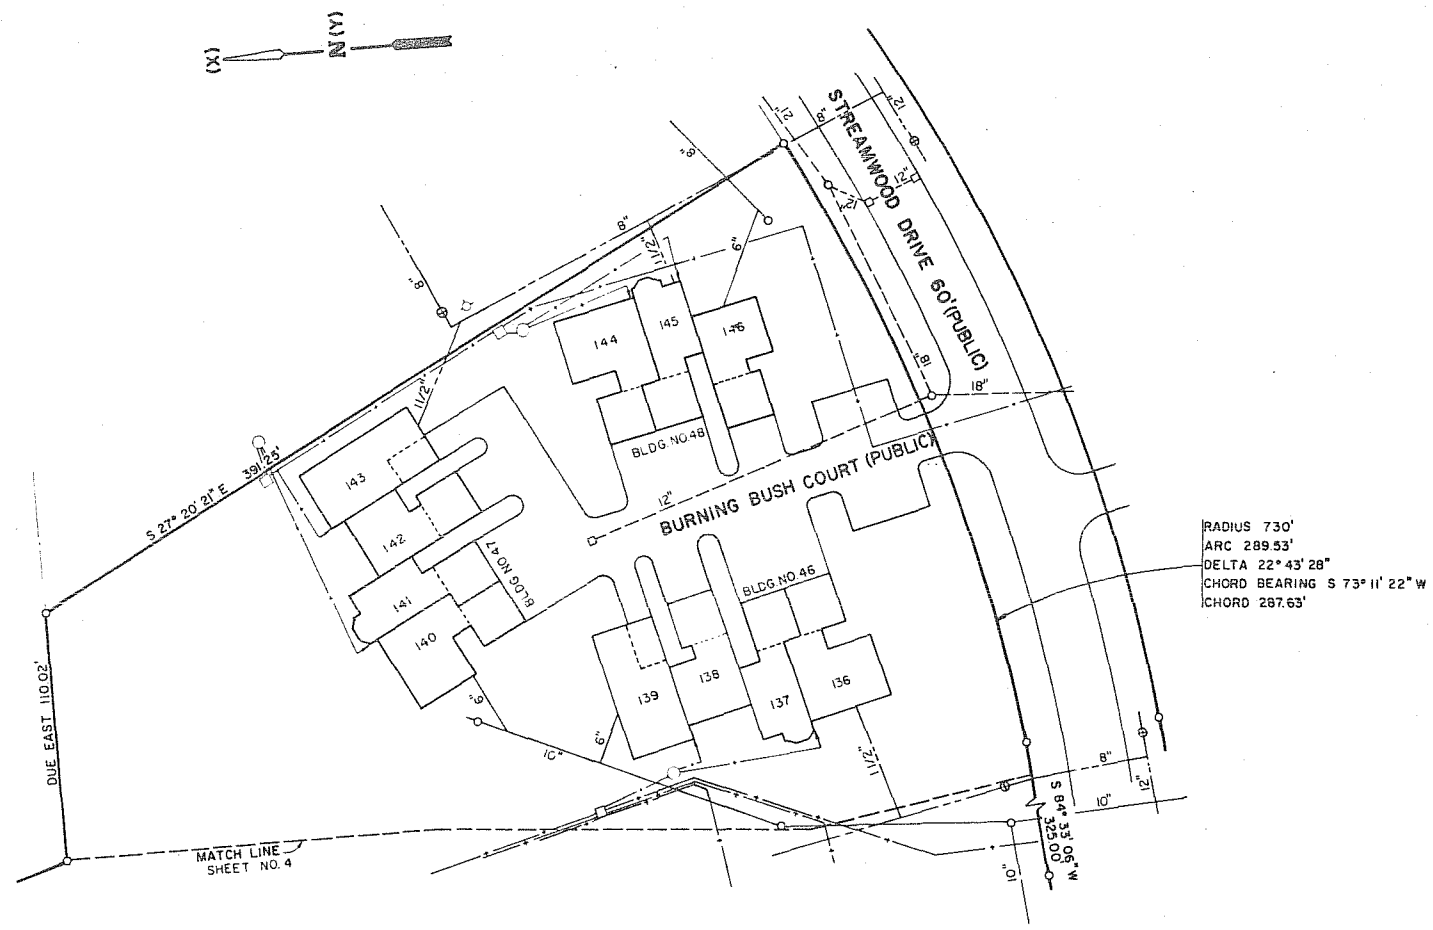 (X)
N(Y)
STREAMWOOD DRIVE 60'(PUBLIC)
12"
8"
12"
12"
12"
8"
8"
8"
6"
1 1/2"
18"
18"
144
145
146
BLDG. NO. 48
1 1/2"
143
142
141
140
BLDG NO 47
S 27° 20' 21" E 391.25'
12"
BURNING BUSH COURT (PUBLIC)
BLDG. NO. 46
139
138
137
136
RADIUS 730'
ARC 289.53'
DELTA 22° 43' 28"
CHORD BEARING S 73° 11' 22" W
CHORD 287.63'
DUE EAST 110.02'
6"
6"
1 1/2"
8"
12"
10"
10"
S 84° 33' 06" W
325.00'
MATCH LINE
SHEET NO. 4